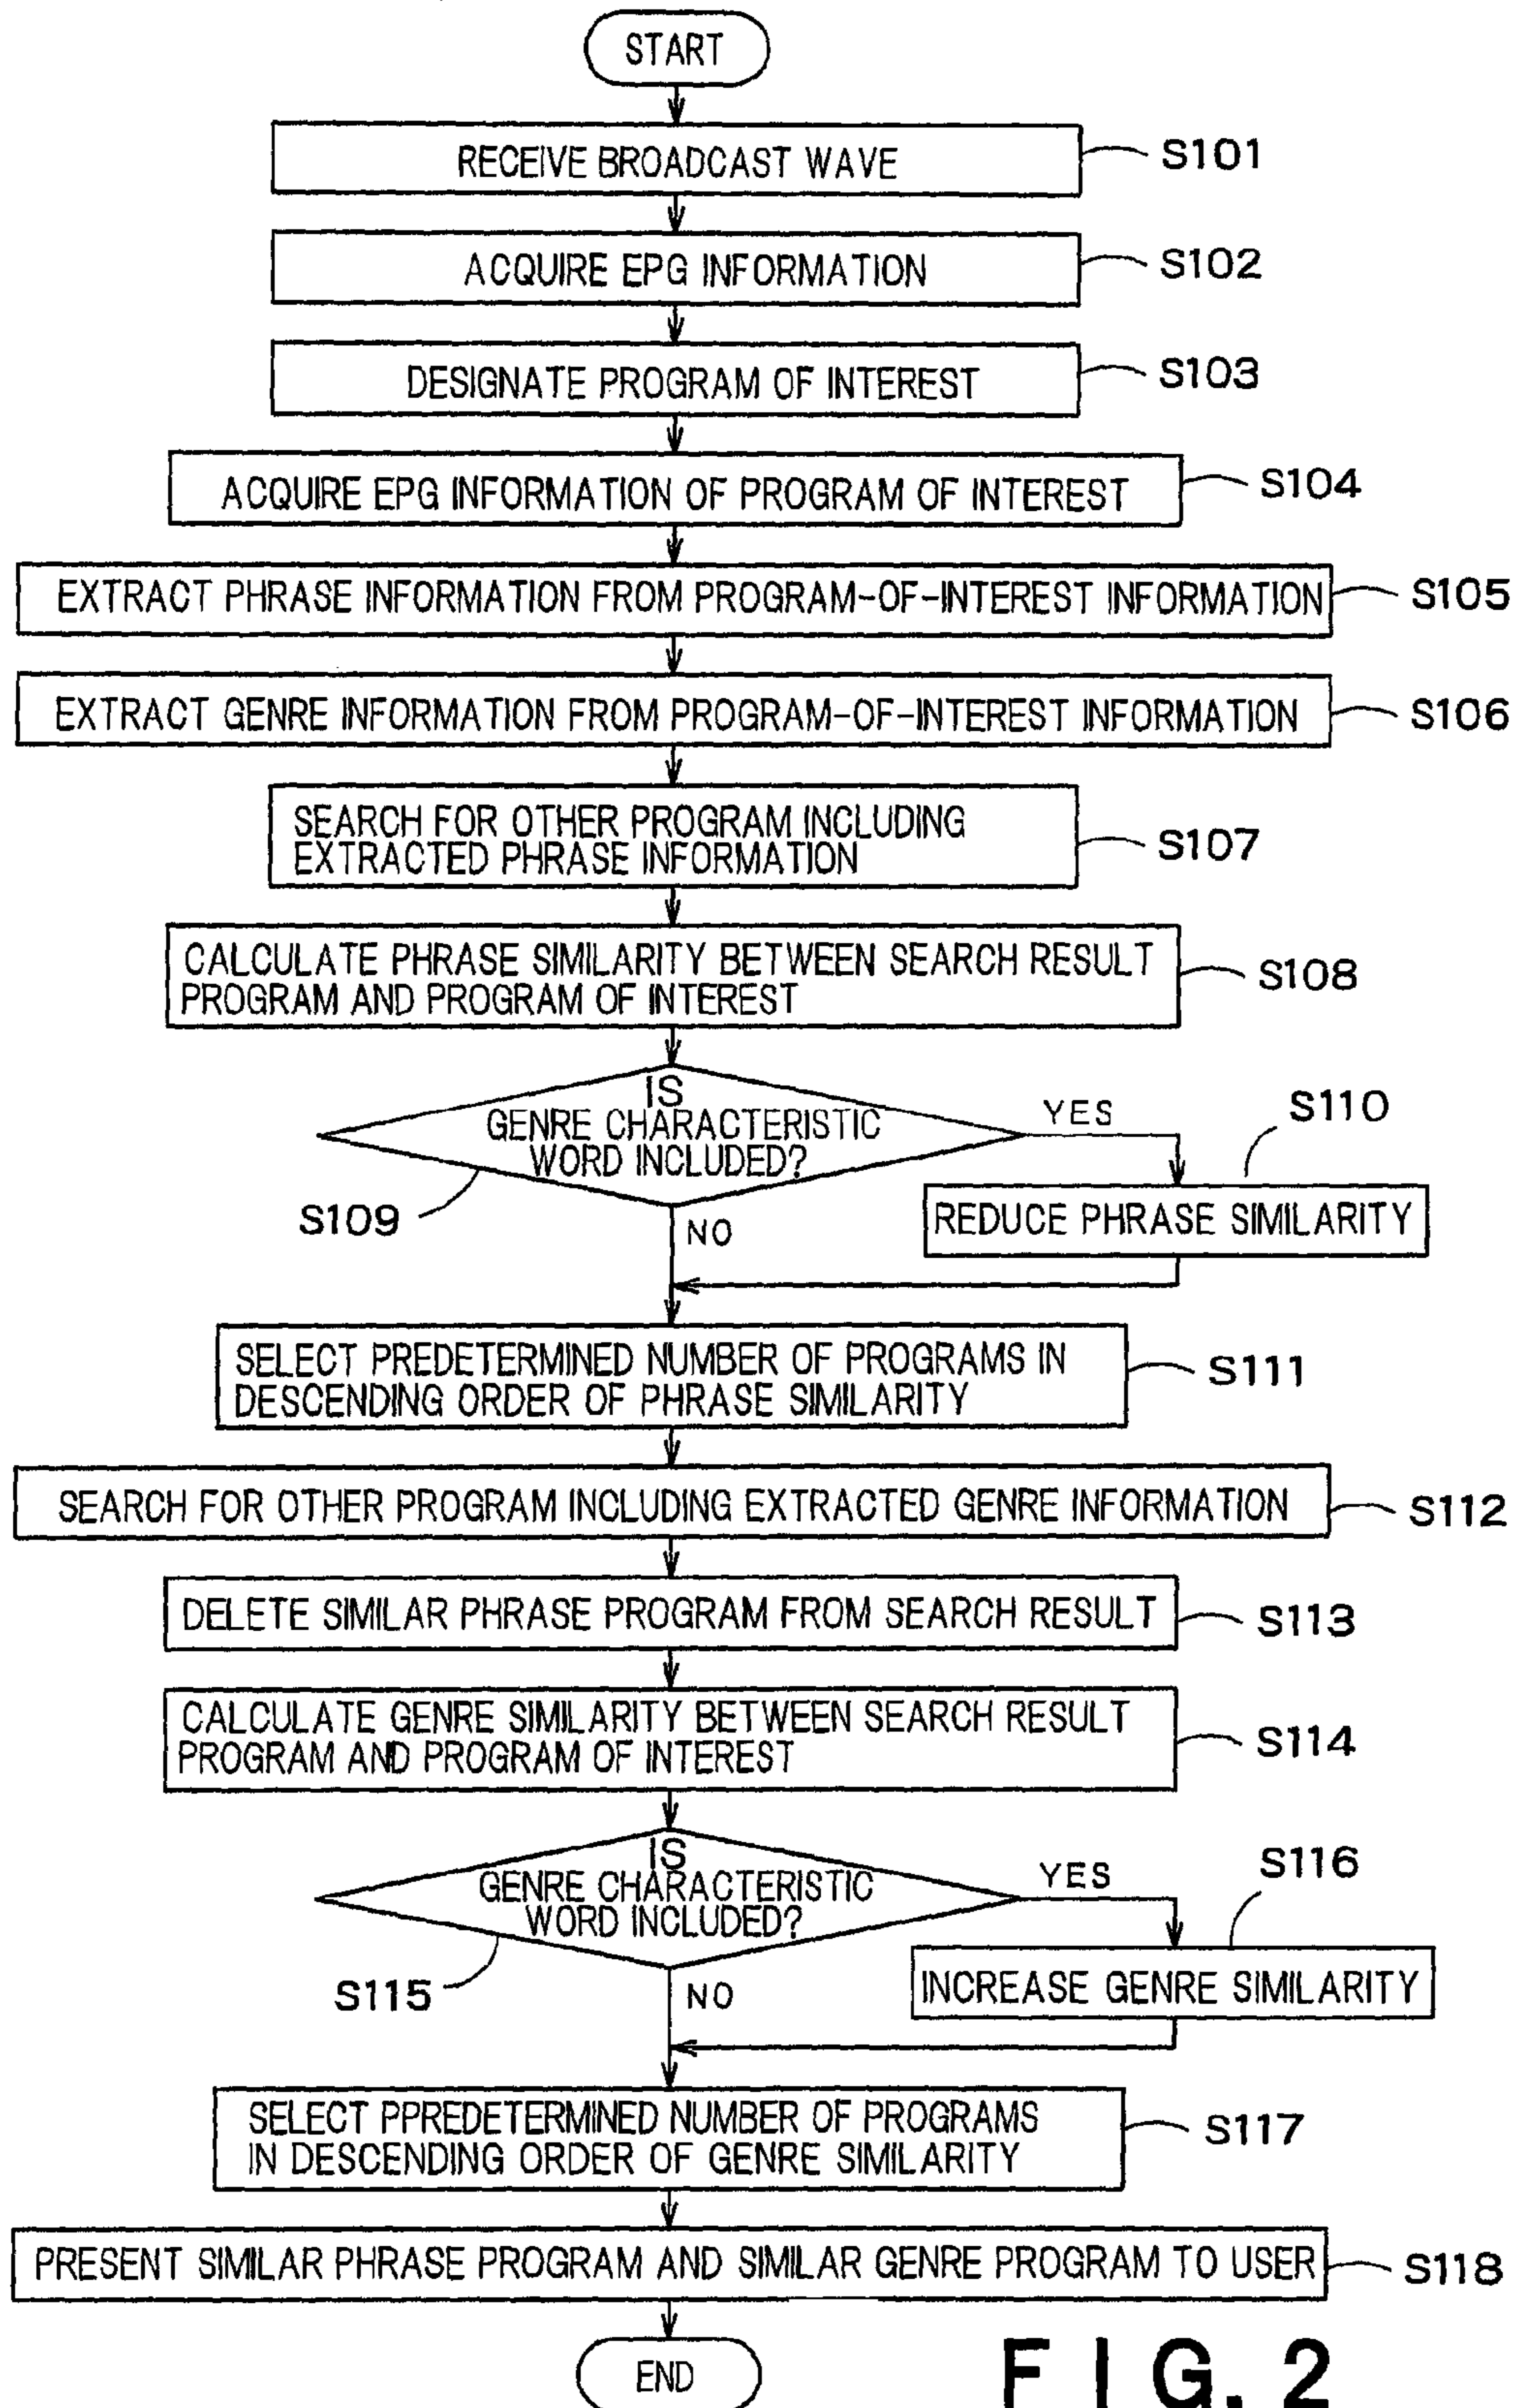 START
RECEIVE BROADCAST WAVE
S101
ACQUIRE EPG INFORMATION
S102
DESIGNATE PROGRAM OF INTEREST
S103
ACQUIRE EPG INFORMATION OF PROGRAM OF INTEREST
S104
EXTRACT PHRASE INFORMATION FROM PROGRAM-OF-INTEREST INFORMATION
S105
EXTRACT GENRE INFORMATION FROM PROGRAM-OF-INTEREST INFORMATION
S106
SEARCH FOR OTHER PROGRAM INCLUDING
EXTRACTED PHRASE INFORMATION
S107
CALCULATE PHRASE SIMILARITY BETWEEN SEARCH RESULT
PROGRAM AND PROGRAM OF INTEREST
S108
IS
GENRE CHARACTERISTIC
WORD INCLUDED?
S109
YES
S110
REDUCE PHRASE SIMILARITY
NO
SELECT PREDETERMINED NUMBER OF PROGRAMS IN
DESCENDING ORDER OF PHRASE SIMILARITY
S111
SEARCH FOR OTHER PROGRAM INCLUDING EXTRACTED GENRE INFORMATION
S112
DELETE SIMILAR PHRASE PROGRAM FROM SEARCH RESULT
S113
CALCULATE GENRE SIMILARITY BETWEEN SEARCH RESULT
PROGRAM AND PROGRAM OF INTEREST
S114
IS
GENRE CHARACTERISTIC
WORD INCLUDED?
S115
YES
S116
INCREASE GENRE SIMILARITY
NO
SELECT PPREDETERMINED NUMBER OF PROGRAMS
IN DESCENDING ORDER OF GENRE SIMILARITY
S117
PRESENT SIMILAR PHRASE PROGRAM AND SIMILAR GENRE PROGRAM TO USER
S118
END
FIG. 2